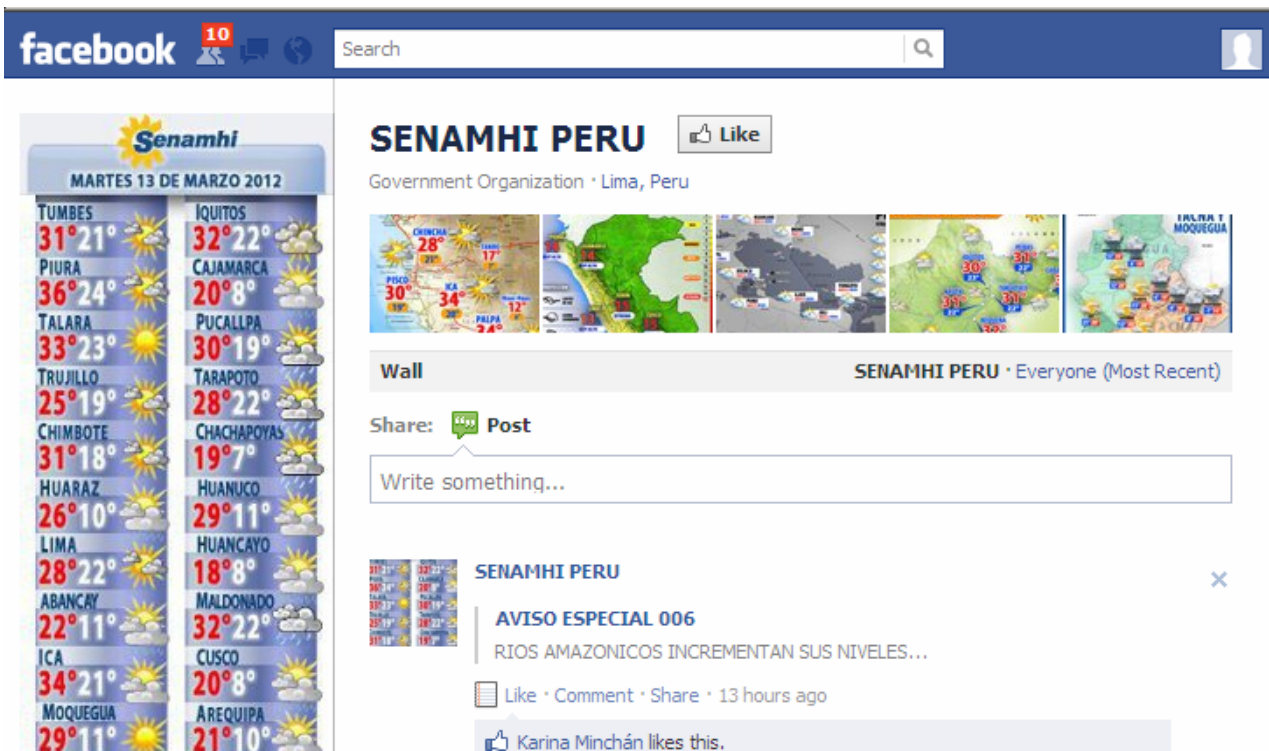 facebook
10
Search
Senamhi
MARTES 13 DE MARZO 2012
TUMBES
31° 21°
IQUITOS
32° 22°
PIURA
36° 24°
CAJAMARCA
20° 8°
TALARA
33° 23°
PUCALLPA
30° 19°
TRUJILLO
25° 19°
TARAPOTO
28° 22°
CHIMBOTE
31° 18°
CHACHAPOYAS
19° 7°
HUARAZ
26° 10°
HUANUCO
29° 11°
LIMA
28° 22°
HUANCAYO
18° 8°
ABANCAY
22° 11°
MALDONADO
32° 22°
ICA
34° 21°
CUSCO
20° 8°
MOQUEGUA
29° 11°
AREQUIPA
21° 10°
SENAMHI PERU
Like
Government Organization · Lima, Peru
CHINCHA
28°
21°
17°
PISCO
30°
19°
ICA
34°
20°
12°
PALPA
34°
30°
31°
31°
31°
32°
TACNA Y
MOQUEGUA
Wall
SENAMHI PERU · Everyone (Most Recent)
Share: Post
Write something...
SENAMHI PERU
AVISO ESPECIAL 006
RIOS AMAZONICOS INCREMENTAN SUS NIVELES...
Like · Comment · Share · 13 hours ago
Karina Minchán likes this.